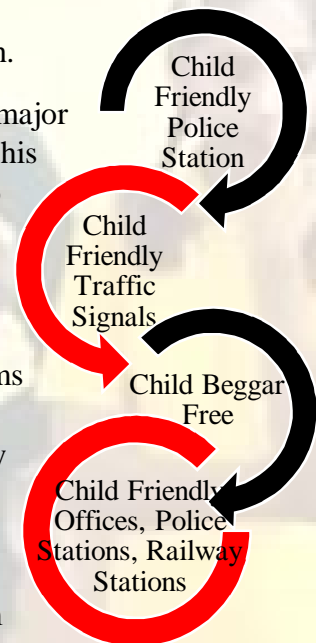 n.
major
his
Child
Friendly
Police
Station
Child
Friendly
Traffic
Signals
ms
Child Beggar
Free
y
Child Friendly
Offices, Police
Stations, Railway
Stations
n